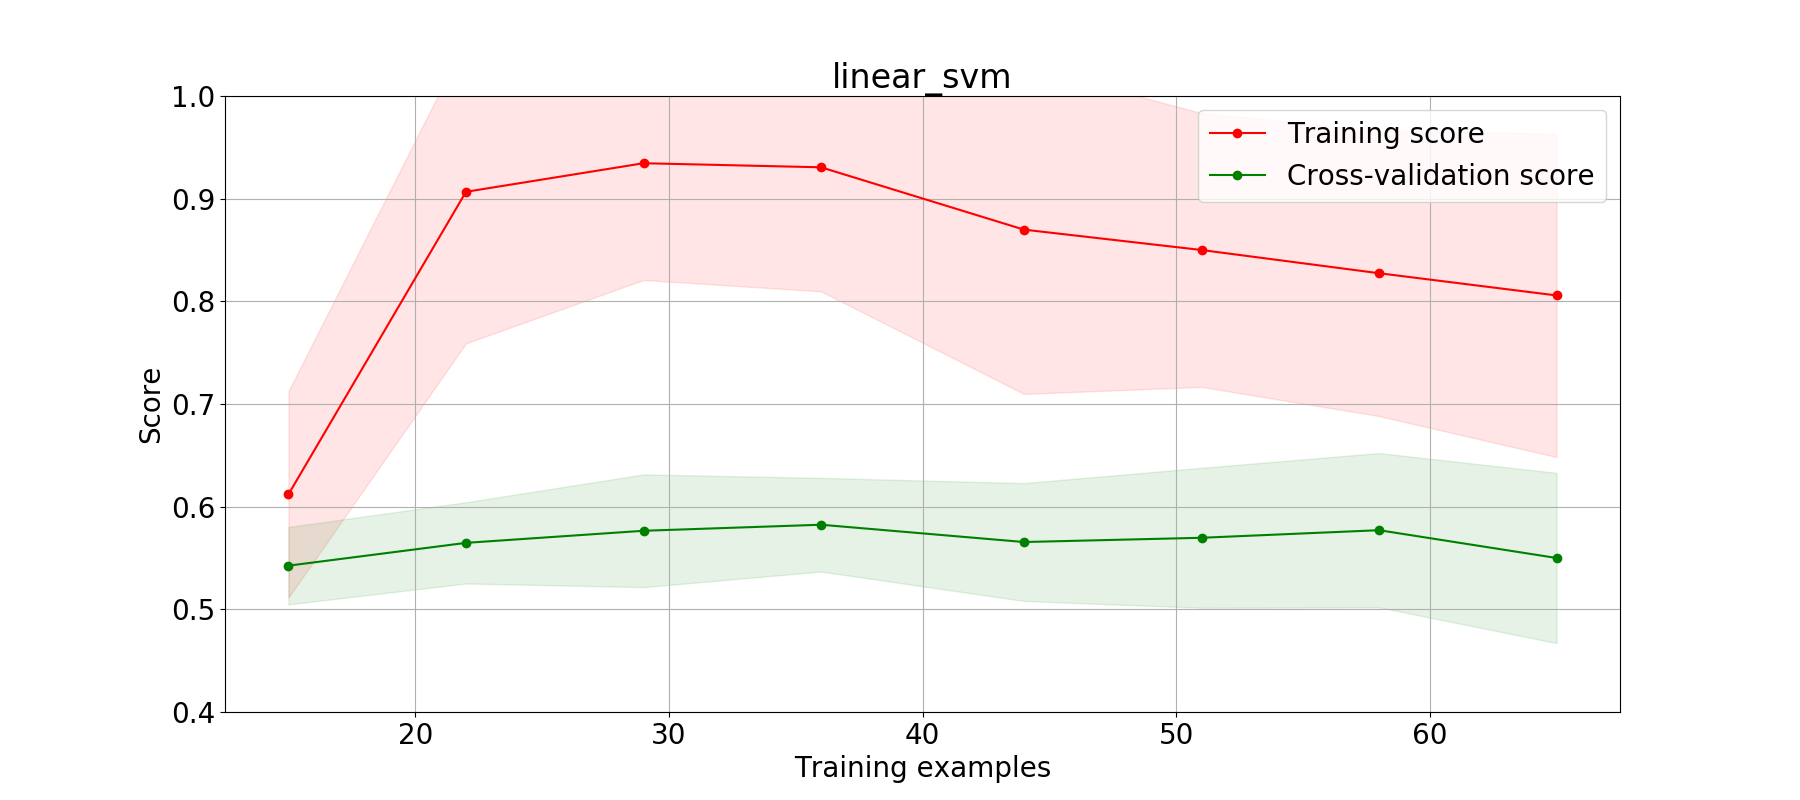 linear_svm
1.0
0.9
0.8
0.7
0.6
0.5
0.4
Score
Training score
Cross-validation score
20 30 40 50 60
Training examples